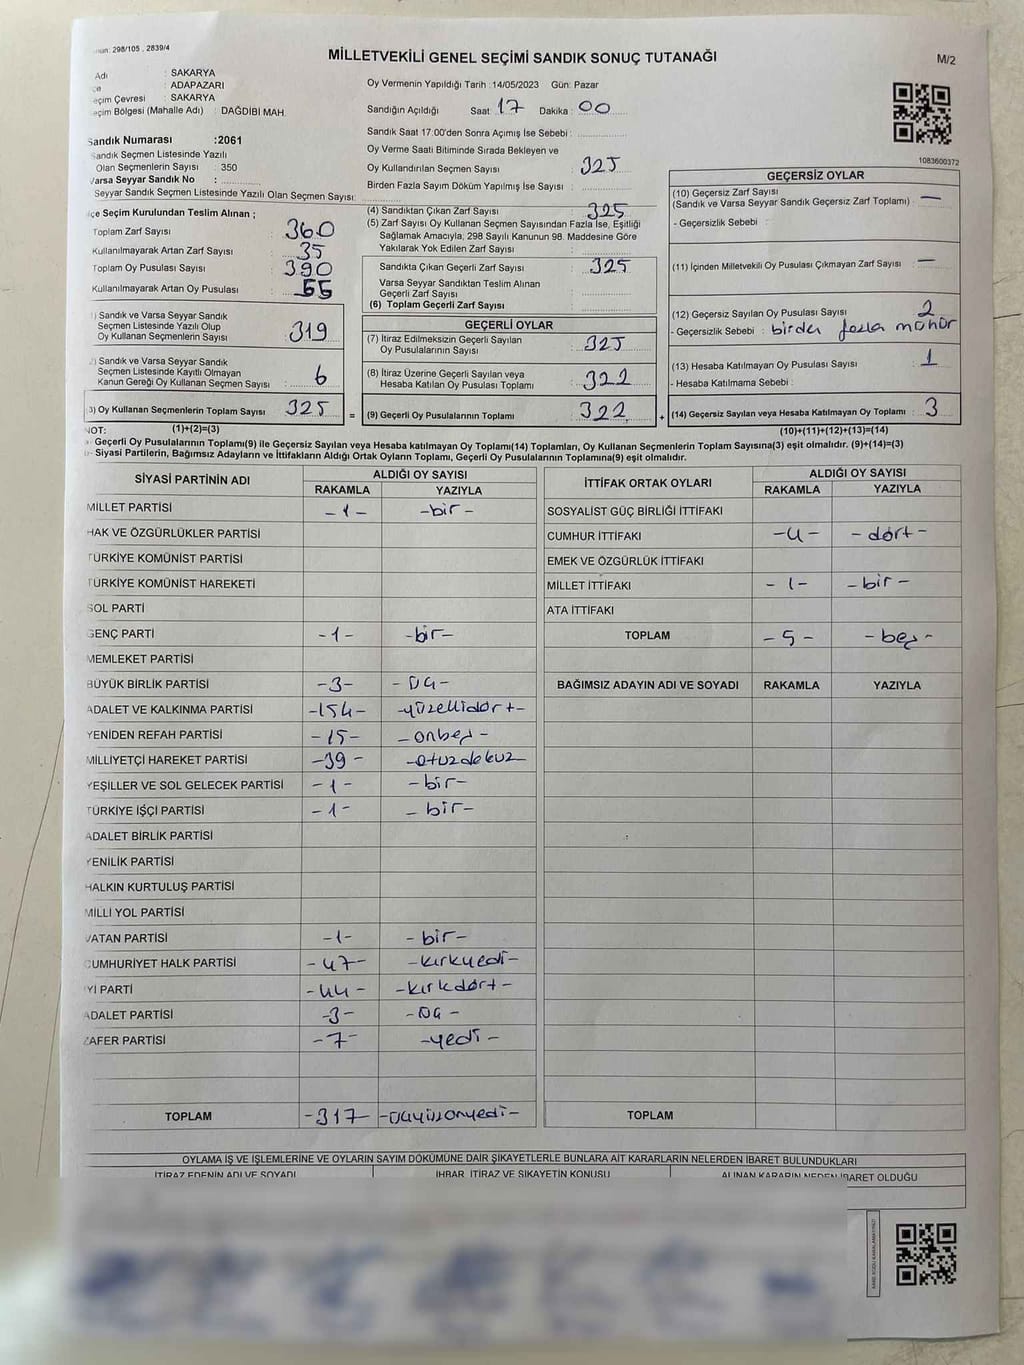 298/105 , 2839/4
MİLLETVEKİLİ GENEL SEÇİMİ SANDIK SONUÇ TUTANAĞI
M/2
Adı : SAKARYA
: ADAPAZARI
Seçim Çevresi : SAKARYA
Seçim Bölgesi (Mahalle Adı) : DAĞDİBİ MAH.
Oy Vermenin Yapıldığı Tarih : 14/05/2023 Gün: Pazar
Sandığın Açıldığı Saat : 17 Dakika : 00
Sandık Saat 17:00'den Sonra Açımış İse Sebebi :
Sandık Numarası :2061
Sandık Seçmen Listesinde Yazılı
Olan Seçmenlerin Sayısı : 350
Varsa Seyyar Sandık No :
Seyyar Sandık Seçmen Listesinde Yazılı Olan Seçmen Sayısı:
Oy Verme Saati Bitiminde Sırada Bekleyen ve
Oy Kullandırılan Seçmen Sayısı : 325
Birden Fazla Sayım Döküm Yapılmış İse Sayısı :
1083600372
İlçe Seçim Kurulundan Teslim Alınan ;
Toplam Zarf Sayısı : 360
Kullanılmayarak Artan Zarf Sayısı : 35
Toplam Oy Pusulası Sayısı : 390
Kullanılmayarak Artan Oy Pusulası : 55
(4) Sandıktan Çıkan Zarf Sayısı : 325
(5) Zarf Sayısı Oy Kullanan Seçmen Sayısından Fazla İse, Eşitliği
Sağlamak Amacıyla, 298 Sayılı Kanunun 98. Maddesine Göre
Yakılarak Yok Edilen Zarf Sayısı :
Sandıkta Çıkan Geçerli Zarf Sayısı : 325
Varsa Seyyar Sandıktan Teslim Alınan
Geçerli Zarf Sayısı :
(6) Toplam Geçerli Zarf Sayısı :
GEÇERSİZ OYLAR
(10) Geçersiz Zarf Sayısı
(Sandık ve Varsa Seyyar Sandık Geçersiz Zarf Toplamı) : —
- Geçersizlik Sebebi :
(11) İçinden Milletvekili Oy Pusulası Çıkmayan Zarf Sayısı : —
(12) Geçersiz Sayılan Oy Pusulası Sayısı : 2
- Geçersizlik Sebebi : birden fazla mühür
(13) Hesaba Katılmayan Oy Pusulası Sayısı : 1
- Hesaba Katılmama Sebebi :
1) Sandık ve Varsa Seyyar Sandık
Seçmen Listesinde Yazılı Olup
Oy Kullanan Seçmenlerin Sayısı : 319
2) Sandık ve Varsa Seyyar Sandık
Seçmen Listesinde Kayıtlı Olmayan
Kanun Gereği Oy Kullanan Seçmen Sayısı : 6
GEÇERLİ OYLAR
(7) İtiraz Edilmeksizin Geçerli Sayılan
Oy Pusulalarının Sayısı : 325
(8) İtiraz Üzerine Geçerli Sayılan veya
Hesaba Katılan Oy Pusulası Toplamı : 322
3) Oy Kullanan Seçmenlerin Toplam Sayısı : 325 = (9) Geçerli Oy Pusulalarının Toplamı : 322 + (14) Geçersiz Sayılan veya Hesaba Katılmayan Oy Toplamı : 3
NOT: (1)+(2)=(3) (10)+(11)+(12)+(13)=(14)
a- Geçerli Oy Pusulalarının Toplamı(9) ile Geçersiz Sayılan veya Hesaba katılmayan Oy Toplamı(14) Toplamları, Oy Kullanan Seçmenlerin Toplam Sayısına(3) eşit olmalıdır. (9)+(14)=(3)
b- Siyasi Partilerin, Bağımsız Adayların ve İttifakların Aldığı Ortak Oyların Toplamı, Geçerli Oy Pusulalarının Toplamına(9) eşit olmalıdır.
SİYASİ PARTİNİN ADI ALDIĞI OY SAYISI
RAKAMLA YAZIYLA
MİLLET PARTİSİ -1- -bir-
HAK VE ÖZGÜRLÜKLER PARTİSİ
TÜRKİYE KOMÜNİST PARTİSİ
TÜRKİYE KOMÜNİST HAREKETİ
SOL PARTİ
GENÇ PARTİ -1- -bir-
MEMLEKET PARTİSİ
BÜYÜK BİRLİK PARTİSİ -3- -üç-
ADALET VE KALKINMA PARTİSİ -154- -yüzellidört-
YENİDEN REFAH PARTİSİ -15- -onbeş-
MİLLİYETÇİ HAREKET PARTİSİ -39- -otuzdokuz
YEŞİLLER VE SOL GELECEK PARTİSİ -1- -bir-
TÜRKİYE İŞÇİ PARTİSİ -1- -bir-
ADALET BİRLİK PARTİSİ
YENİLİK PARTİSİ
HALKIN KURTULUŞ PARTİSİ
MİLLİ YOL PARTİSİ
VATAN PARTİSİ -1- -bir-
CUMHURİYET HALK PARTİSİ -47- -kırkyedi-
İYİ PARTİ -44- -kırkdört-
ADALET PARTİSİ -3- -üç-
ZAFER PARTİSİ -7- -yedi-
TOPLAM -317- -üçyüzonyedi-
İTTİFAK ORTAK OYLARI ALDIĞI OY SAYISI
RAKAMLA YAZIYLA
SOSYALİST GÜÇ BİRLİĞİ İTTİFAKI
CUMHUR İTTİFAKI -4- -dört-
EMEK VE ÖZGÜRLÜK İTTİFAKI
MİLLET İTTİFAKI -1- -bir-
ATA İTTİFAKI
TOPLAM -5- -beş-
BAĞIMSIZ ADAYIN ADI VE SOYADI RAKAMLA YAZIYLA
TOPLAM
OYLAMA İŞ VE İŞLEMLERİNE VE OYLARIN SAYIM DÖKÜMÜNE DAİR ŞİKAYETLERLE BUNLARA AİT KARARLARIN NELERDEN İBARET BULUNDUKLARI
İTİRAZ EDENİN ADI VE SOYADI İHBAR, İTİRAZ VE ŞİKAYETİN KONUSU ALINAN KARARIN NEDEN İBARET OLDUĞU